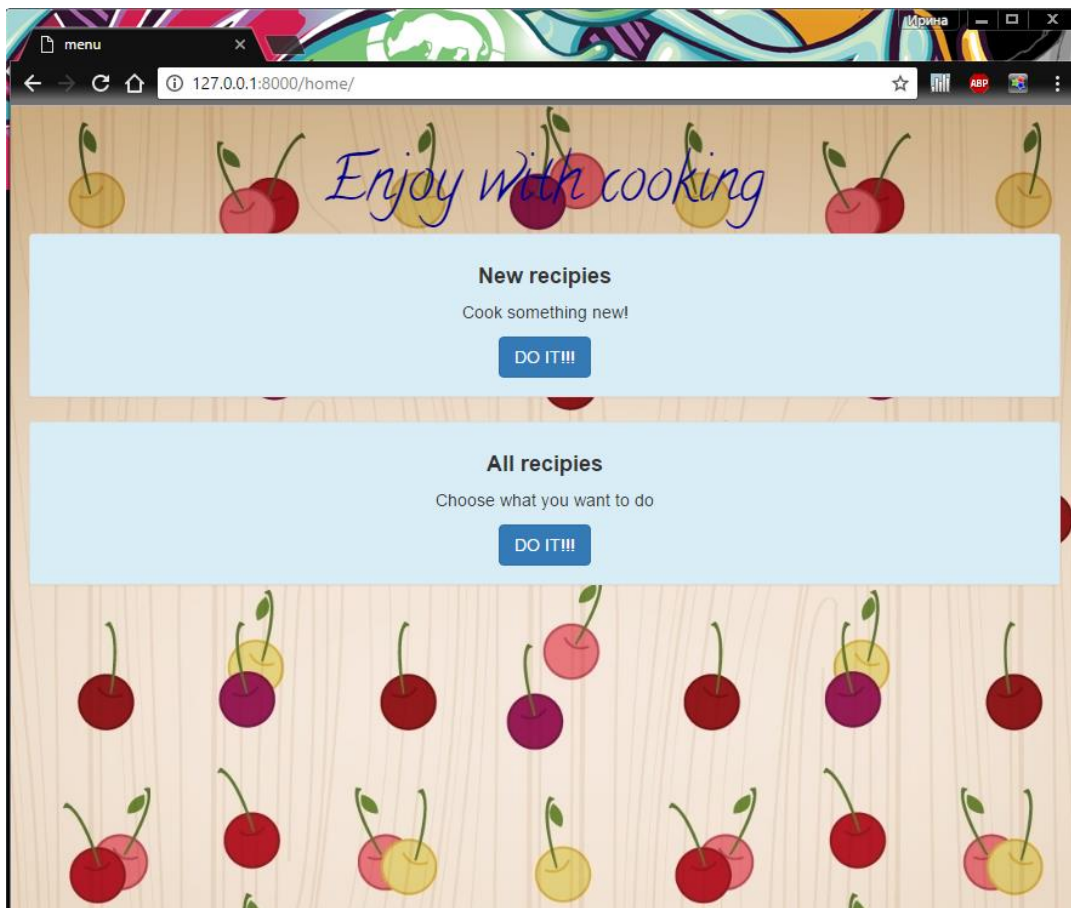 Ирина
menu
127.0.0.1:8000/home/
ABP
Enjoy with cooking
New recipies
Cook something new!
DO IT!!!
All recipies
Choose what you want to do
DO IT!!!